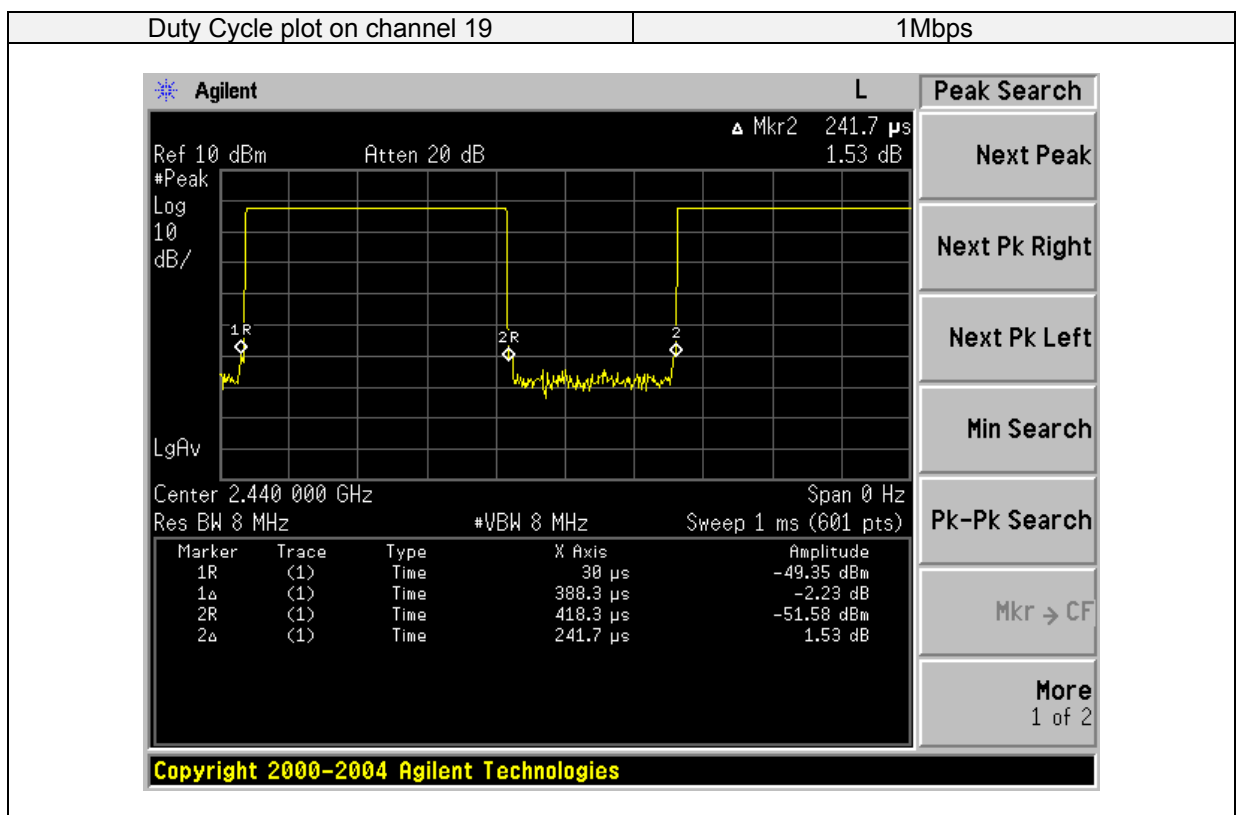 Duty Cycle plot on channel 19 1Mbps
Agilent L Peak Search
Δ Mkr2 241.7 µs
Ref 10 dBm Atten 20 dB 1.53 dB
#Peak
Log
10
dB/
1R
2R
2
LgAv
Center 2.440 000 GHz Span 0 Hz
Res BW 8 MHz #VBW 8 MHz Sweep 1 ms (601 pts)
Marker Trace Type X Axis Amplitude
1R (1) Time 30 µs -49.35 dBm
1Δ (1) Time 388.3 µs -2.23 dB
2R (1) Time 418.3 µs -51.58 dBm
2Δ (1) Time 241.7 µs 1.53 dB
Next Peak
Next Pk Right
Next Pk Left
Min Search
Pk-Pk Search
Mkr → CF
More
1 of 2
Copyright 2000-2004 Agilent Technologies